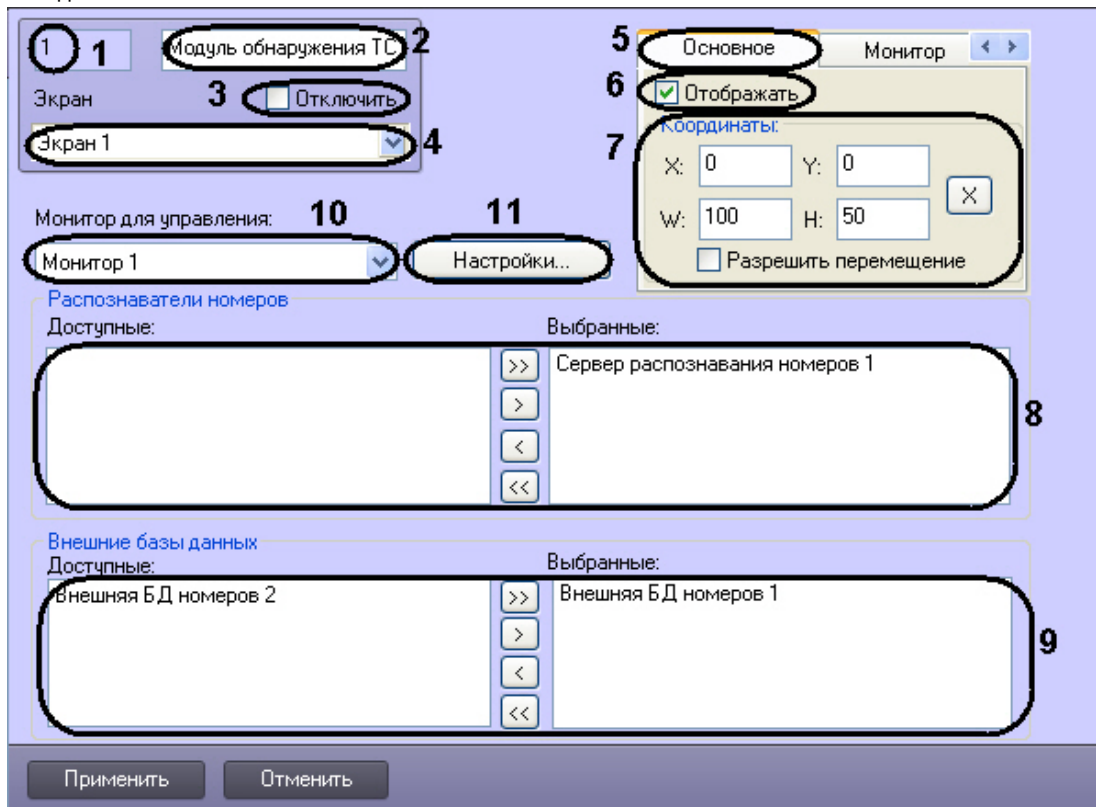 1 1 Модуль обнаружения ТС 2
Экран 3 Отключить
Экран 1 4
5 Основное Монитор
6 Отображать
7 Координаты:
X: 0 Y: 0 X
W: 100 H: 50
Разрешить перемещение
Монитор для управления: 10 11
Монитор 1 Настройки...
Распознаватели номеров
Доступные: Выбранные:
>> Сервер распознавания номеров 1
>
< 8
<<
Внешние базы данных
Доступные: Выбранные:
Внешняя БД номеров 2 >> Внешняя БД номеров 1
> 9
<
<<
Применить Отменить